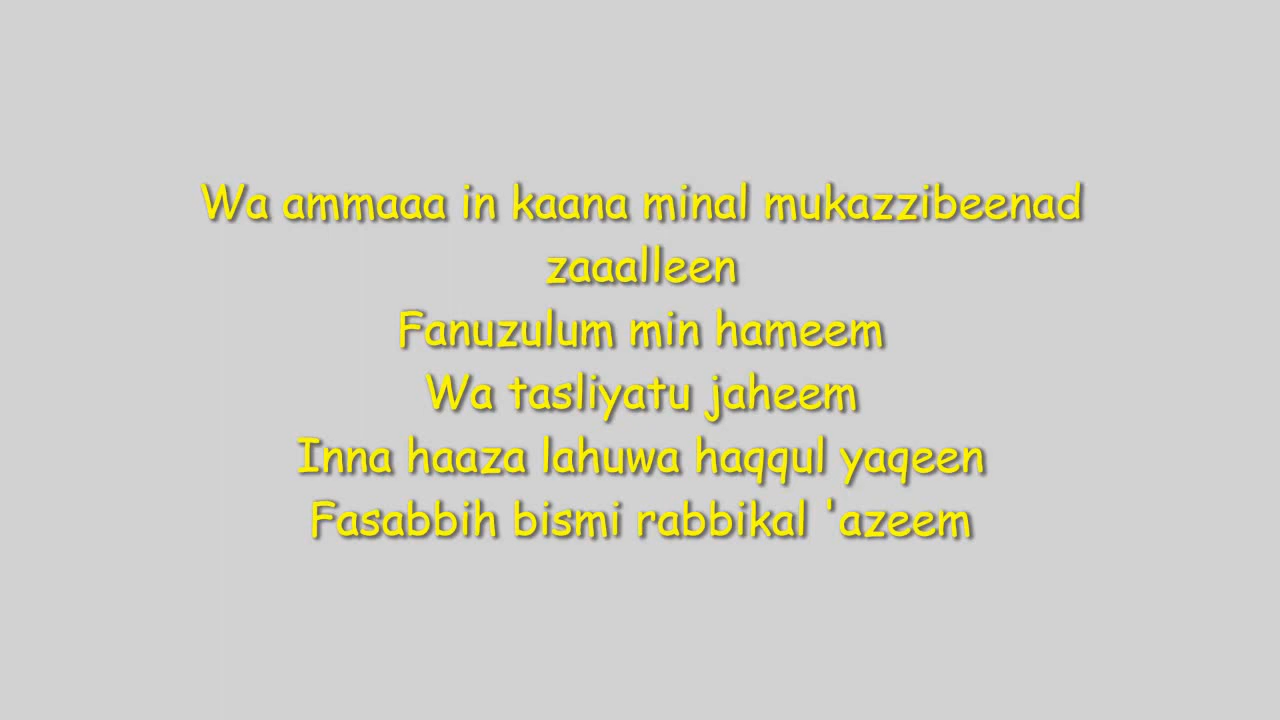 Wa ammaaa in kaana minal mukazzibeenad
zaaalleen
Fanuzulum min hameem
Wa tasliyatu jaheem
Inna haaza lahuwa haqqul yaqeen
Fasabbih bismi rabbikal 'azeem